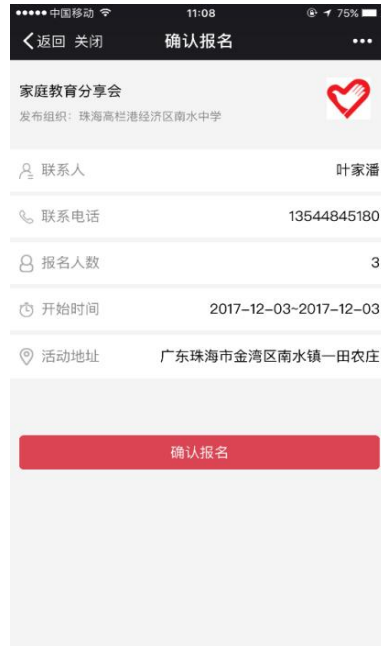 中国移动 11:08 75%
返回 关闭 确认报名
家庭教育分享会
发布组织：珠海高栏港经济区南水中学
联系人 叶家潘
联系电话 13544845180
报名人数 3
开始时间 2017-12-03~2017-12-03
活动地址 广东珠海市金湾区南水镇一田农庄
确认报名